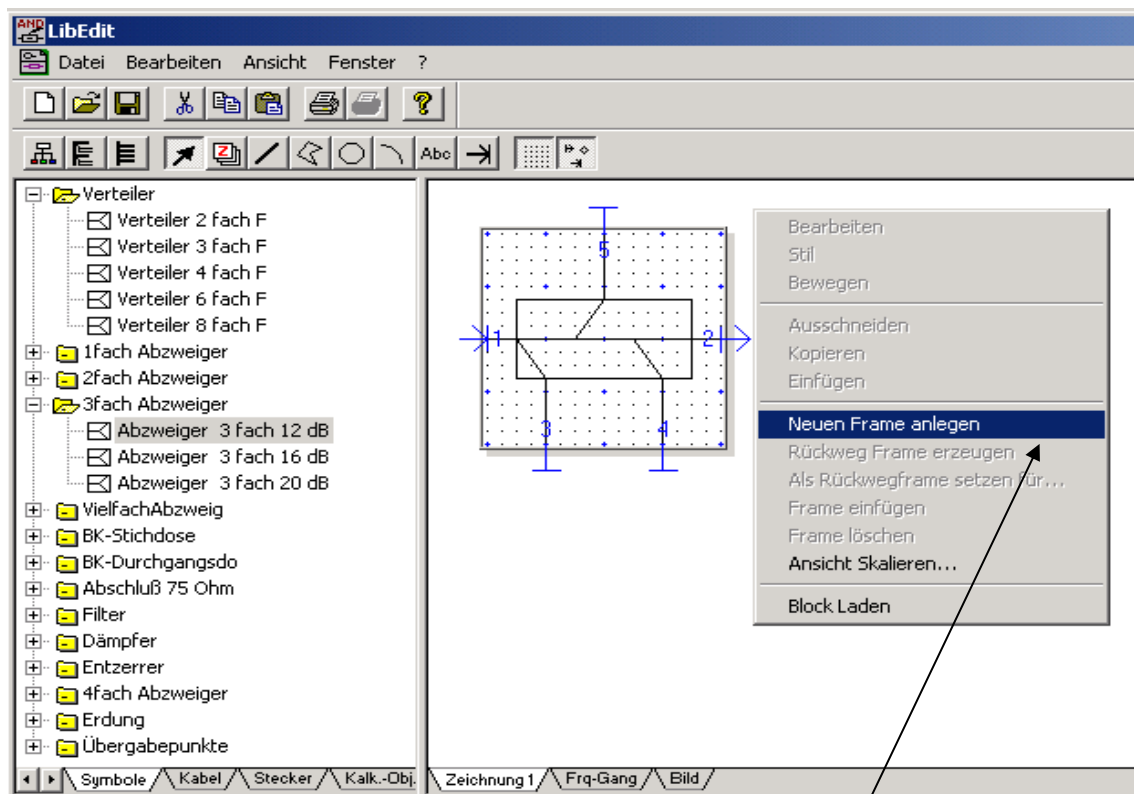 AND LibEdit
Datei Bearbeiten Ansicht Fenster ?
Z Abc
Verteiler
Verteiler 2 fach F
Verteiler 3 fach F
Verteiler 4 fach F
Verteiler 6 fach F
Verteiler 8 fach F
1fach Abzweiger
2fach Abzweiger
3fach Abzweiger
Abzweiger 3 fach 12 dB
Abzweiger 3 fach 16 dB
Abzweiger 3 fach 20 dB
VielfachAbzweig
BK-Stichdose
BK-Durchgangsdo
Abschluß 75 Ohm
Filter
Dämpfer
Entzerrer
4fach Abzweiger
Erdung
Übergabepunkte
Symbole Kabel Stecker Kalk.-Obj.
5
1 2
3 4
Bearbeiten
Stil
Bewegen
Ausschneiden
Kopieren
Einfügen
Neuen Frame anlegen
Rückweg Frame erzeugen
Als Rückwegframe setzen für...
Frame einfügen
Frame löschen
Ansicht Skalieren...
Block Laden
Zeichnung 1 Frq-Gang Bild